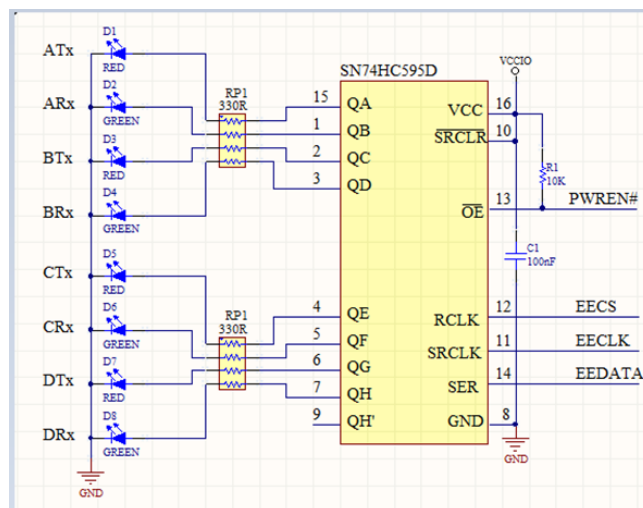 ATx
D1
RED
ARx
D2
GREEN
BTx
D3
RED
BRx
D4
GREEN
CTx
D5
RED
CRx
D6
GREEN
DTx
D7
RED
DRx
D8
GREEN
GND
RP1
330R
RP1
330R
SN74HC595D
15 QA
1 QB
2 QC
3 QD
4 QE
5 QF
6 QG
7 QH
9 QH'
VCC 16
SRCLR 10
OE 13
RCLK 12
SRCLK 11
SER 14
GND 8
VCCIO
R1
10K
PWREN#
C1
100nF
EECS
EECLK
EEDATA
GND